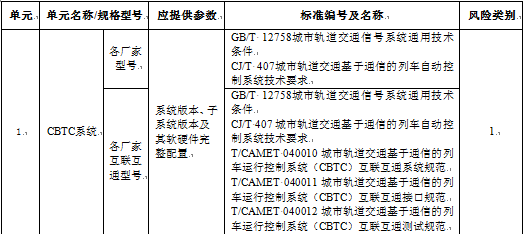 单元 单元名称/规格型号 应提供参数 标准编号及名称 风险类别
1. CBTC系统 各厂家型号 系统版本、子系统版本及其软硬件完整配置 1.
GB/T 12758城市轨道交通信号系统通用技术
条件
CJ/T 407城市轨道交通基于通信的列车自动控
制系统技术要求
各厂家
互联互
通型号
GB/T 12758城市轨道交通信号系统通用技术
条件
CJ/T 407城市轨道交通基于通信的列车自动
控制系统技术要求
T/CAMET 040010 城市轨道交通基于通信的列
车运行控制系统（CBTC）互联互通系统规范
T/CAMET 040011 城市轨道交通基于通信的列
车运行控制系统（CBTC）互联互通接口规范
T/CAMET 040012 城市轨道交通基于通信的列
车运行控制系统（CBTC）互联互通测试规范